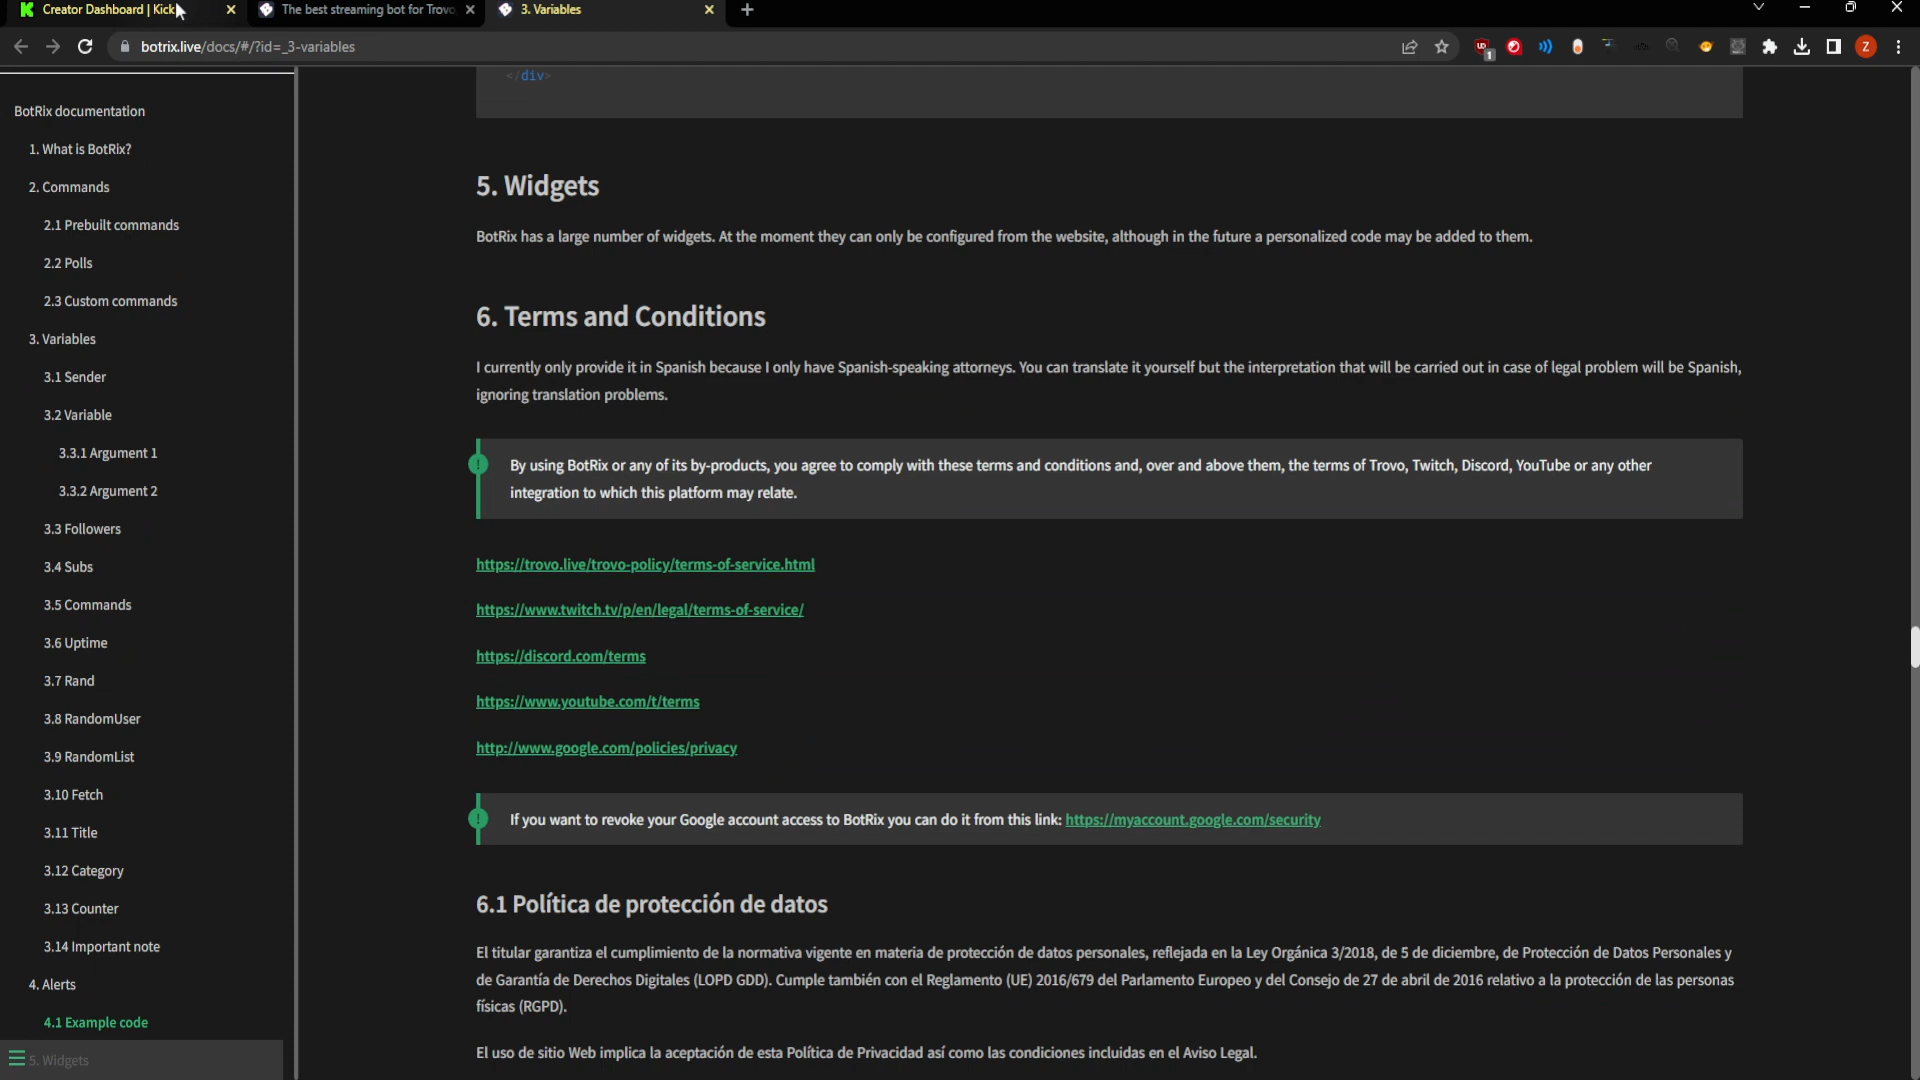 Creator Dashboard | Kick
The best streaming bot for Trovo,
3. Variables
botrix.live/docs/#/?id=_3-variables
1
Z
BotRix documentation
1. What is BotRix?
2. Commands
2.1 Prebuilt commands
2.2 Polls
2.3 Custom commands
3. Variables
3.1 Sender
3.2 Variable
3.3.1 Argument 1
3.3.2 Argument 2
3.3 Followers
3.4 Subs
3.5 Commands
3.6 Uptime
3.7 Rand
3.8 RandomUser
3.9 RandomList
3.10 Fetch
3.11 Title
3.12 Category
3.13 Counter
3.14 Important note
4. Alerts
4.1 Example code
5. Widgets
</div>
5. Widgets
BotRix has a large number of widgets. At the moment they can only be configured from the website, although in the future a personalized code may be added to them.
6. Terms and Conditions
I currently only provide it in Spanish because I only have Spanish-speaking attorneys. You can translate it yourself but the interpretation that will be carried out in case of legal problem will be Spanish,
ignoring translation problems.
! By using BotRix or any of its by-products, you agree to comply with these terms and conditions and, over and above them, the terms of Trovo, Twitch, Discord, YouTube or any other
integration to which this platform may relate.
https://trovo.live/trovo-policy/terms-of-service.html
https://www.twitch.tv/p/en/legal/terms-of-service/
https://discord.com/terms
https://www.youtube.com/t/terms
http://www.google.com/policies/privacy
! If you want to revoke your Google account access to BotRix you can do it from this link: https://myaccount.google.com/security
6.1 Política de protección de datos
El titular garantiza el cumplimiento de la normativa vigente en materia de protección de datos personales, reflejada en la Ley Orgánica 3/2018, de 5 de diciembre, de Protección de Datos Personales y
de Garantía de Derechos Digitales (LOPD GDD). Cumple también con el Reglamento (UE) 2016/679 del Parlamento Europeo y del Consejo de 27 de abril de 2016 relativo a la protección de las personas
físicas (RGPD).
El uso de sitio Web implica la aceptación de esta Política de Privacidad así como las condiciones incluidas en el Aviso Legal.